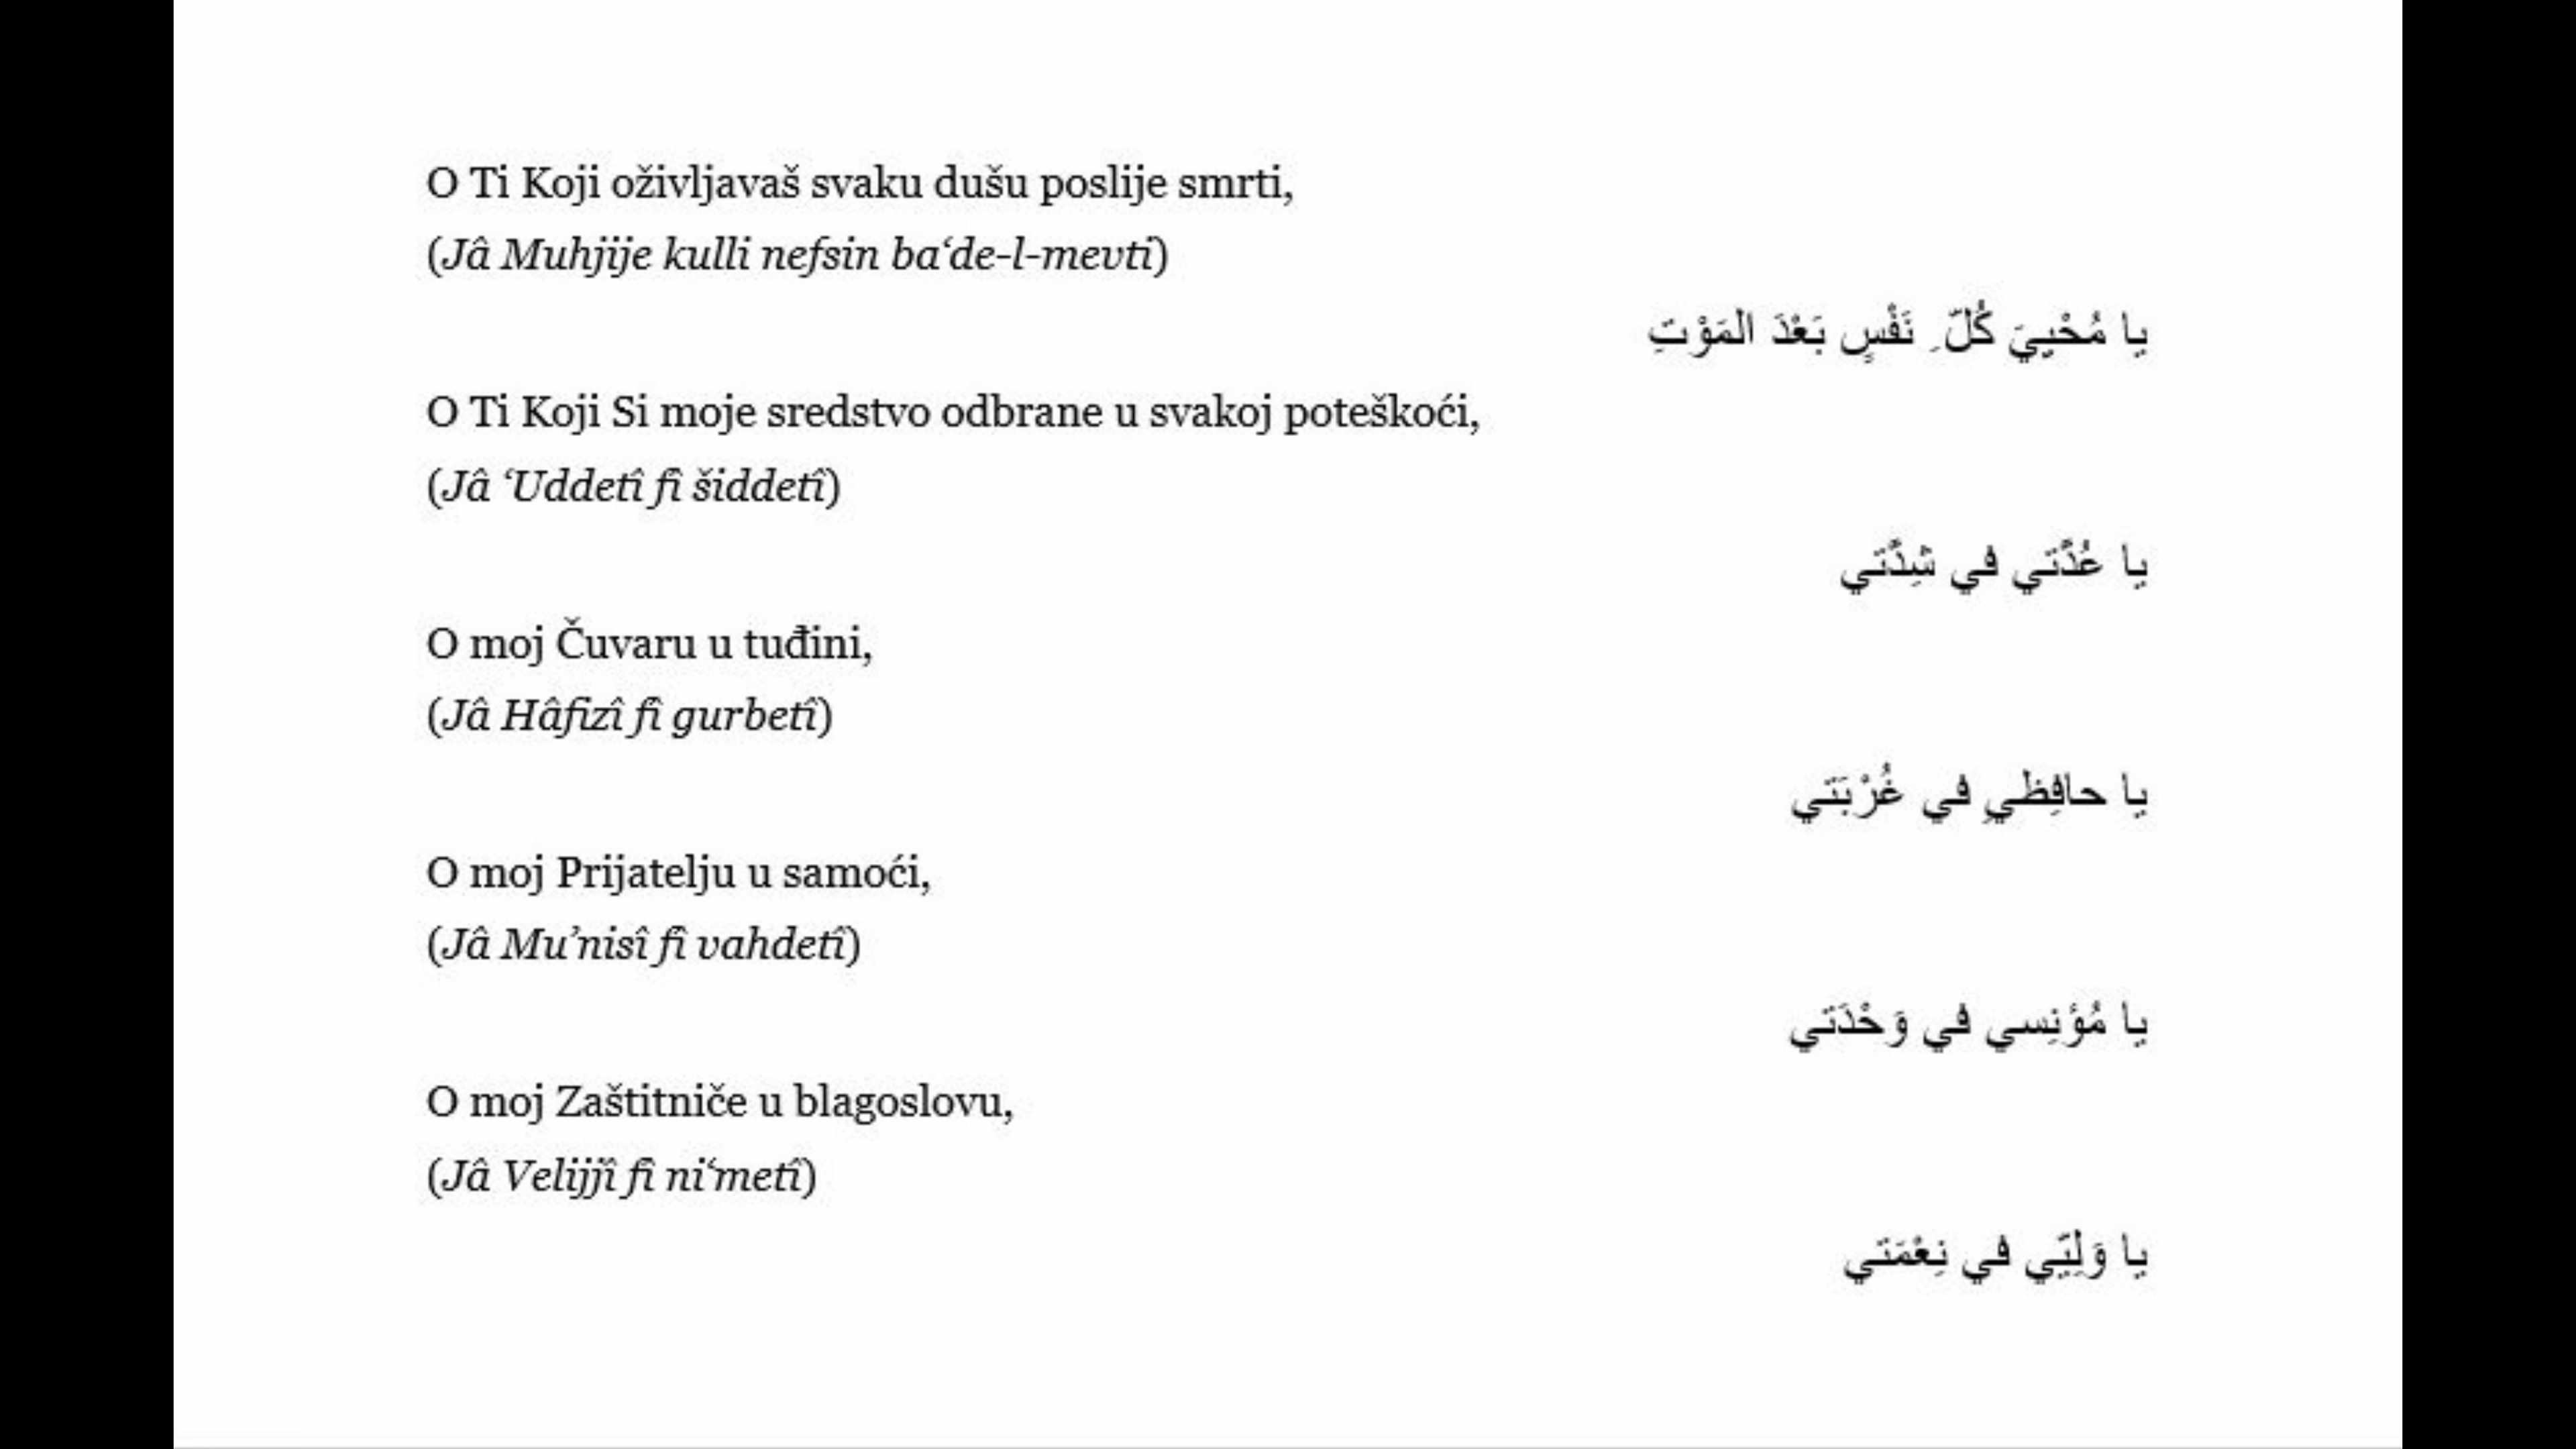 O Ti Koji oživljavaš svaku dušu poslije smrti,
(Jâ Muhjije kulli nefsin ba‘de-l-mevti)
يا مُحْيِيَ كُلِّ نَفْسٍ بَعْدَ المَوْتِ
O Ti Koji Si moje sredstvo odbrane u svakoj poteškoći,
(Jâ ‘Uddetî fî šiddetî)
يا عُدَّتي في شِدَّتي
O moj Čuvaru u tuđini,
(Jâ Hâfizî fî gurbetî)
يا حافِظيِ في غُرْبَتي
O moj Prijatelju u samoći,
(Jâ Mu’nisî fî vahdetî)
يا مُؤنِسي في وَحْدَتي
O moj Zaštitniče u blagoslovu,
(Jâ Velijjî fî ni‘metî)
يا وَلِيّي في نِعْمَتي